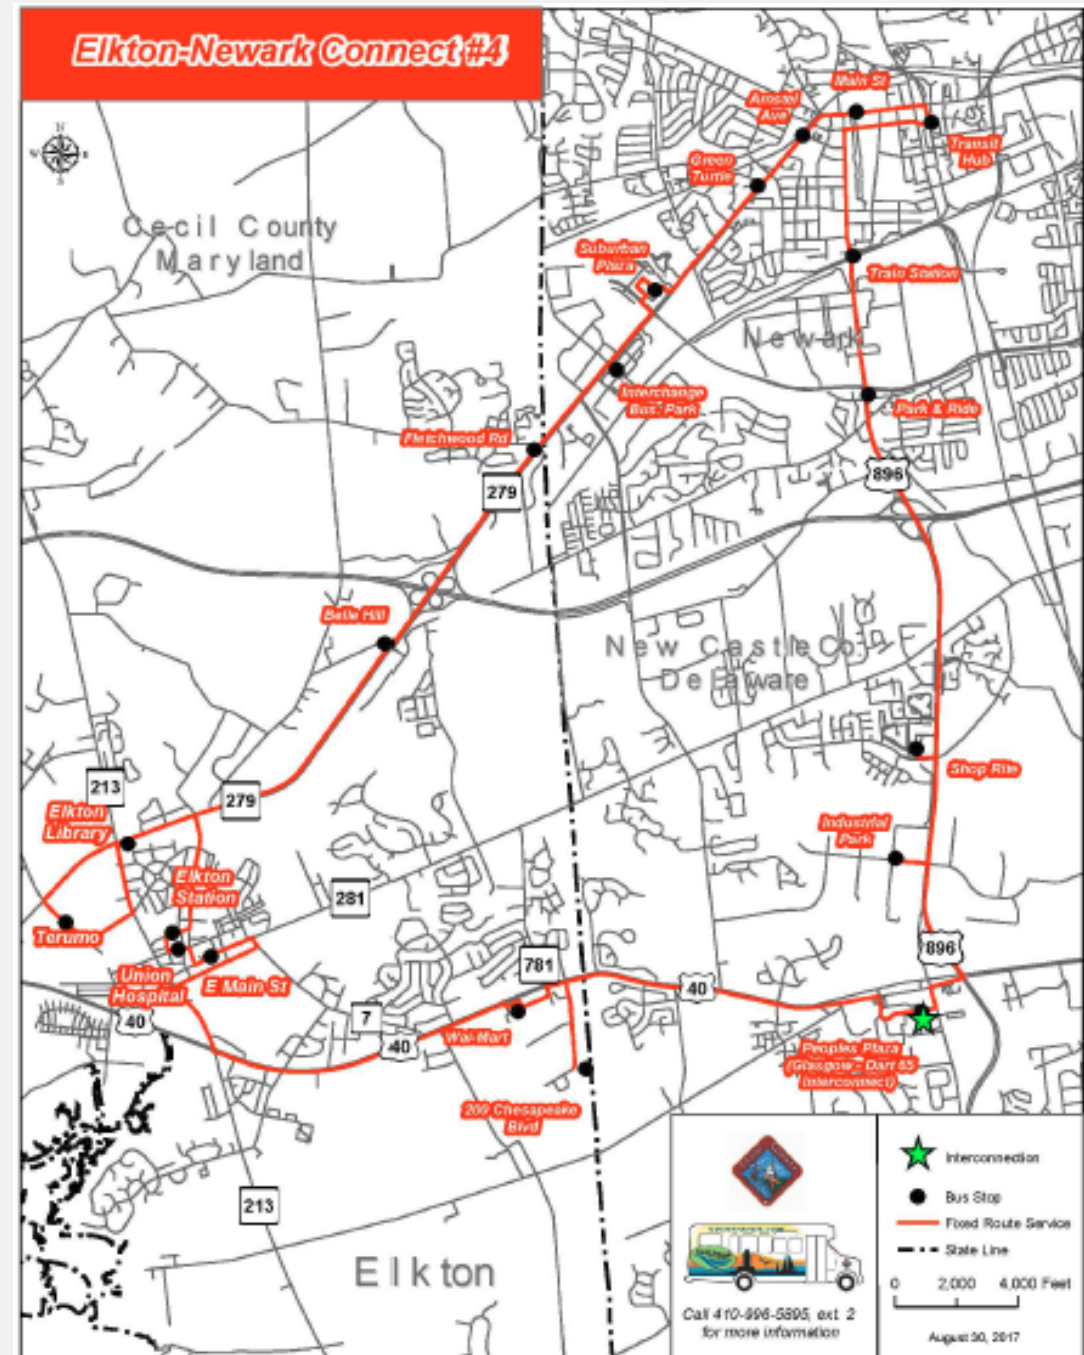 Elkton-Newark Connect #4
N
W
E
S
Cecil County
Maryland
Main St
Amstel
Ave
Transit
Hub
Green
Turtle
Suburban
Plaza
Train Station
Newark
Interchange
Bus. Park
Park & Ride
Fletchwood Rd
279
896
Belle Hill
New Castle Co.
Delaware
Shop Rite
213
279
Elkton
Library
Industrial
Park
Elkton
Station
281
Terumo
896
781
Union
Hospital
E Main St
40
40
7
40
Wal-Mart
Peoples Plaza
(Glasgow - Dart 65
Interconnect)
200 Chesapeake
Blvd
213
Elkton
Interconnection
Bus Stop
Fixed Route Service
State Line
0 2,000 4,000 Feet
Call 410-996-5895, ext. 2
for more information
August 30, 2017